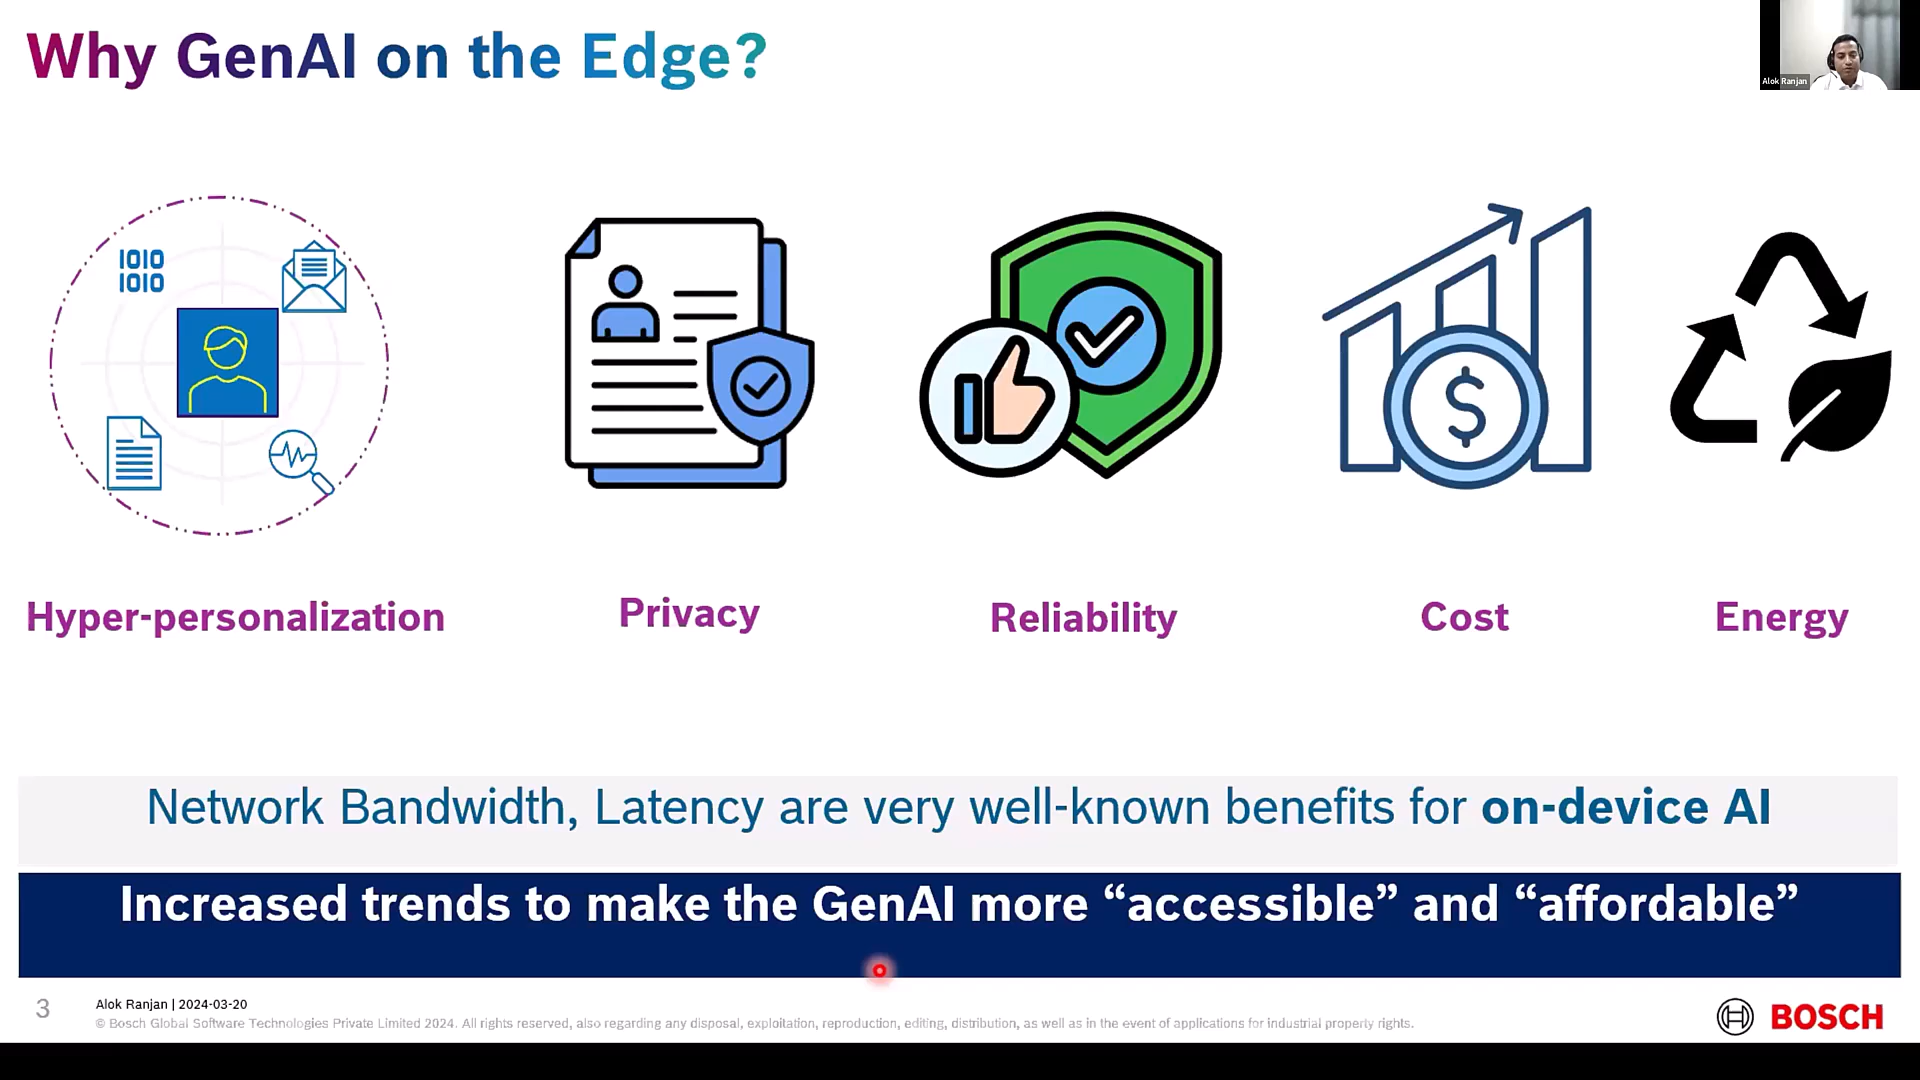 Why GenAI on the Edge?
Alok Ranjan
1010
1010
$
Hyper-personalization
Privacy
Reliability
Cost
Energy
Network Bandwidth, Latency are very well-known benefits for on-device AI
Increased trends to make the GenAI more “accessible” and “affordable”
3
Alok Ranjan | 2024-03-20
© Bosch Global Software Technologies Private Limited 2024. All rights reserved, also regarding any disposal, exploitation, reproduction, editing, distribution, as well as in the event of applications for industrial property rights.
BOSCH